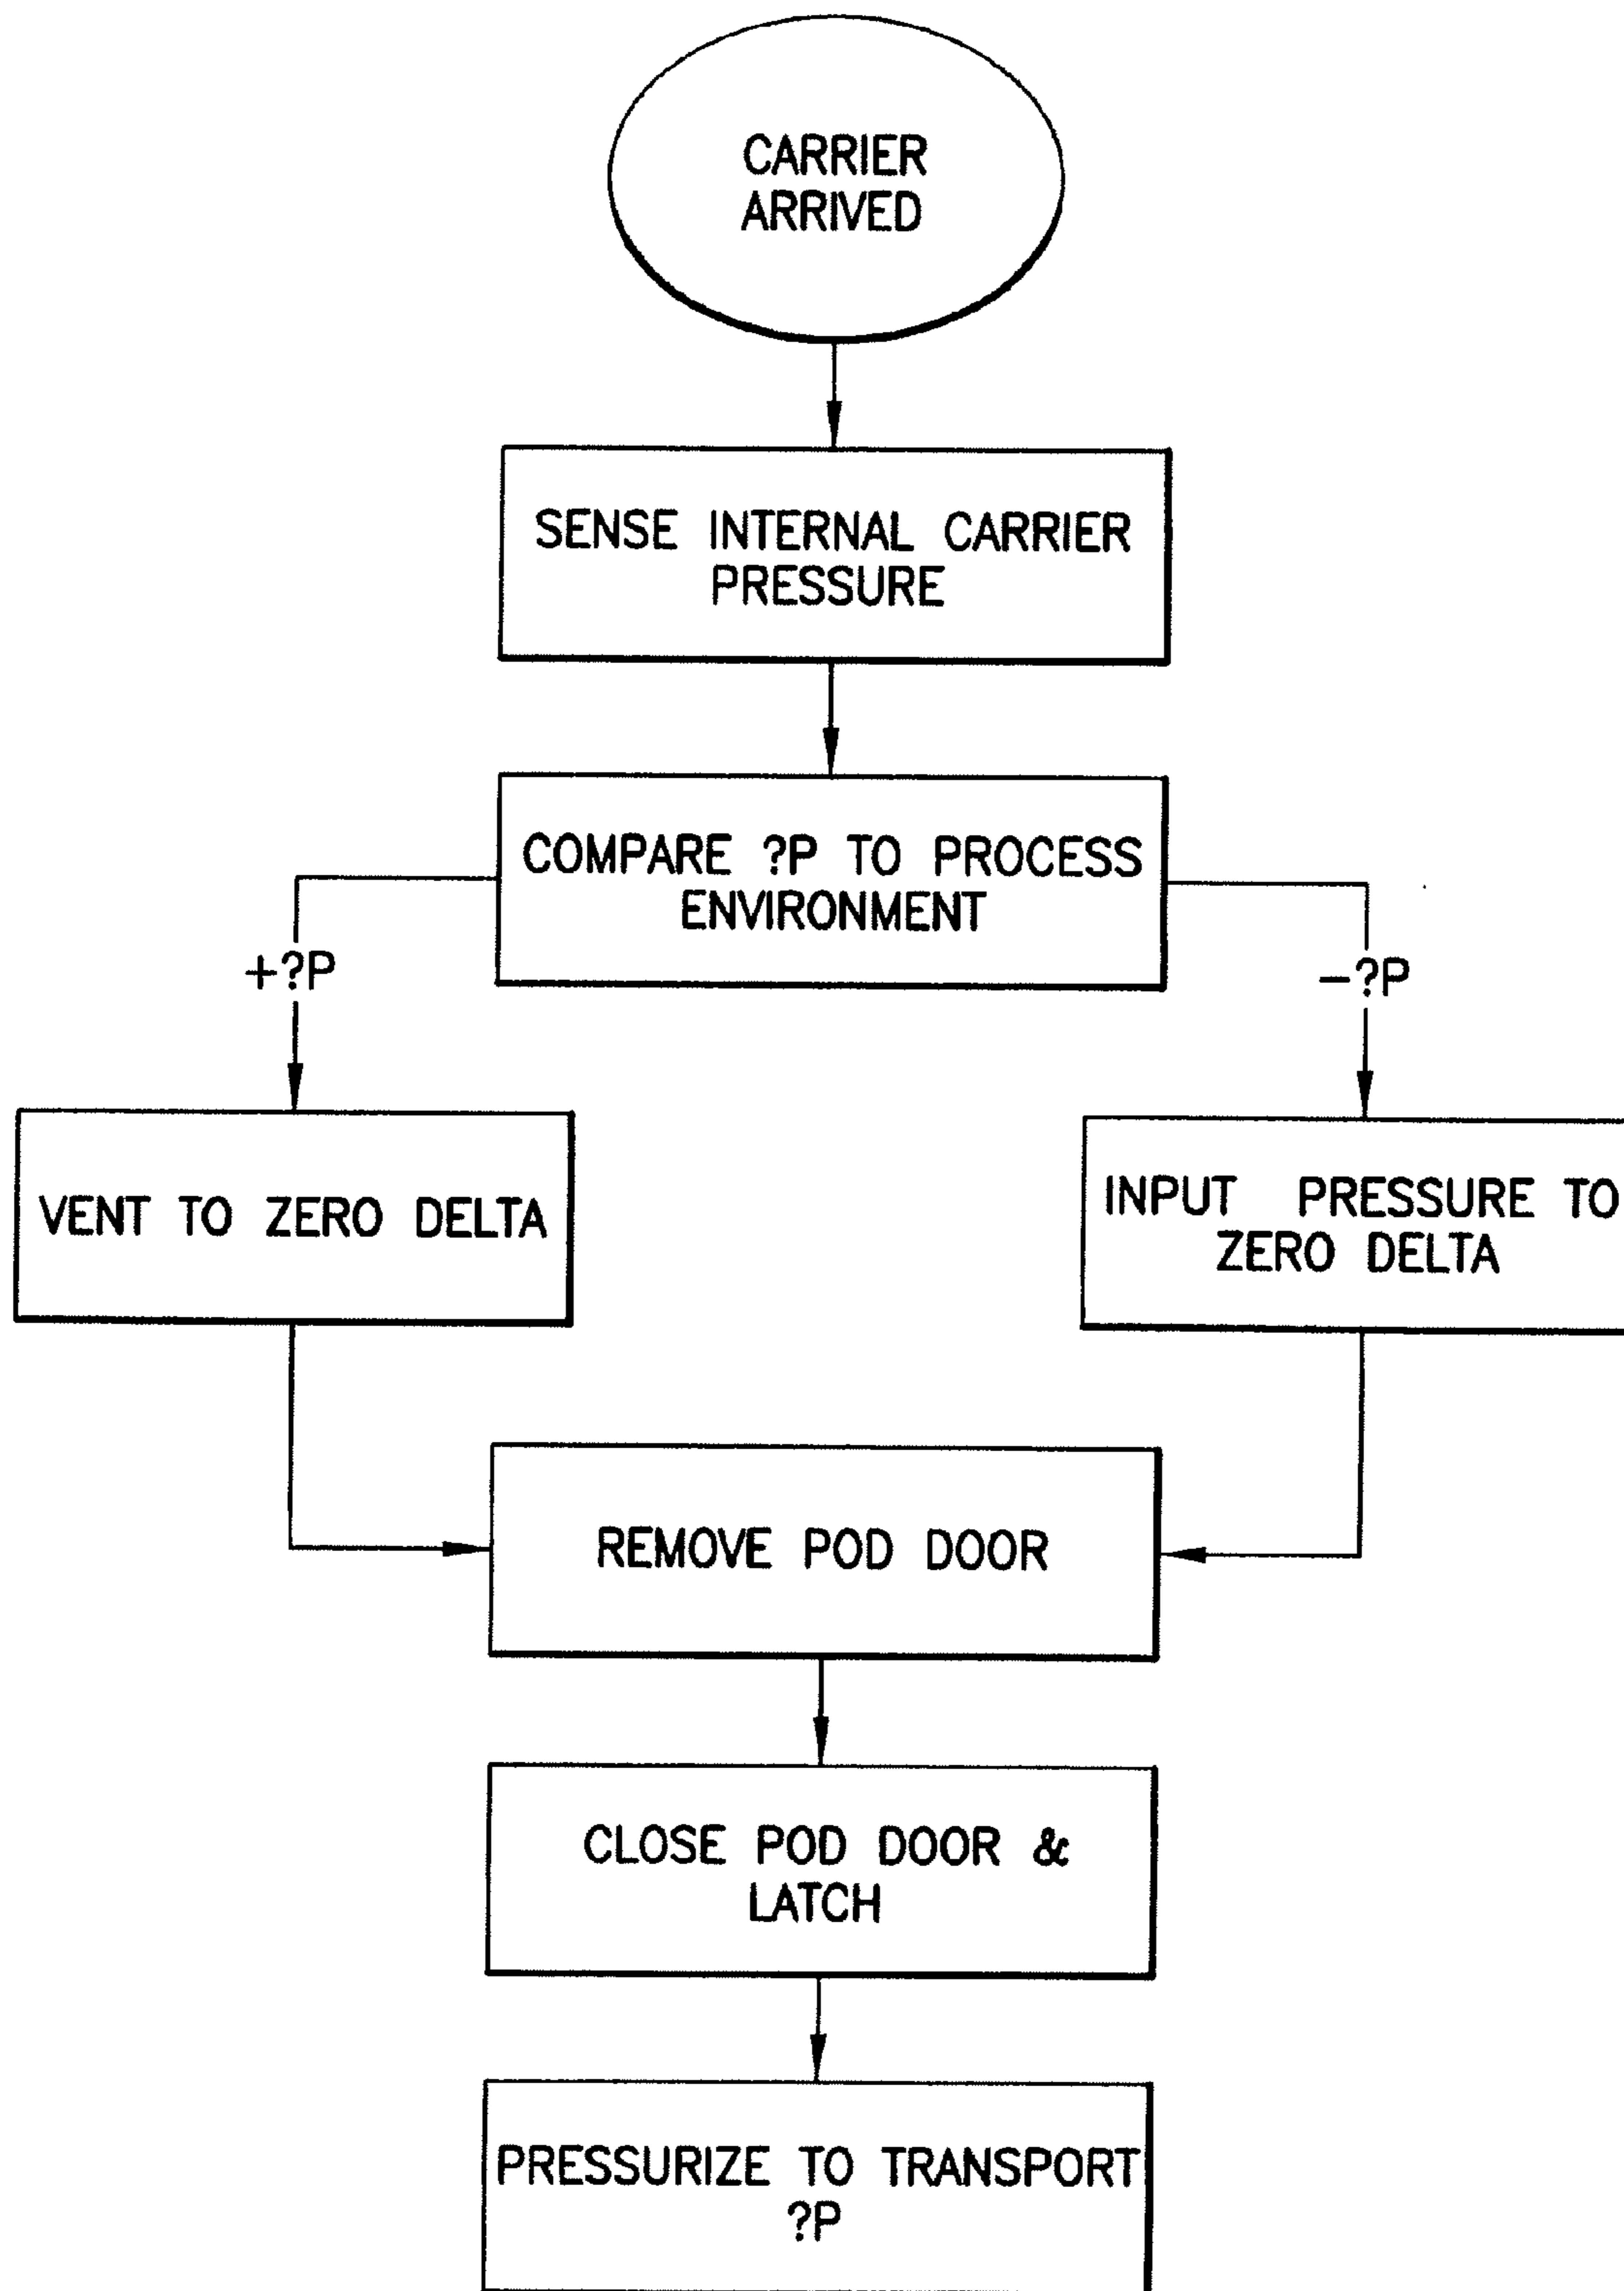 CARRIER
ARRIVED
SENSE INTERNAL CARRIER
PRESSURE
COMPARE ?P TO PROCESS
ENVIRONMENT
+?P
-?P
VENT TO ZERO DELTA
INPUT PRESSURE TO
ZERO DELTA
REMOVE POD DOOR
CLOSE POD DOOR &
LATCH
PRESSURIZE TO TRANSPORT
?P